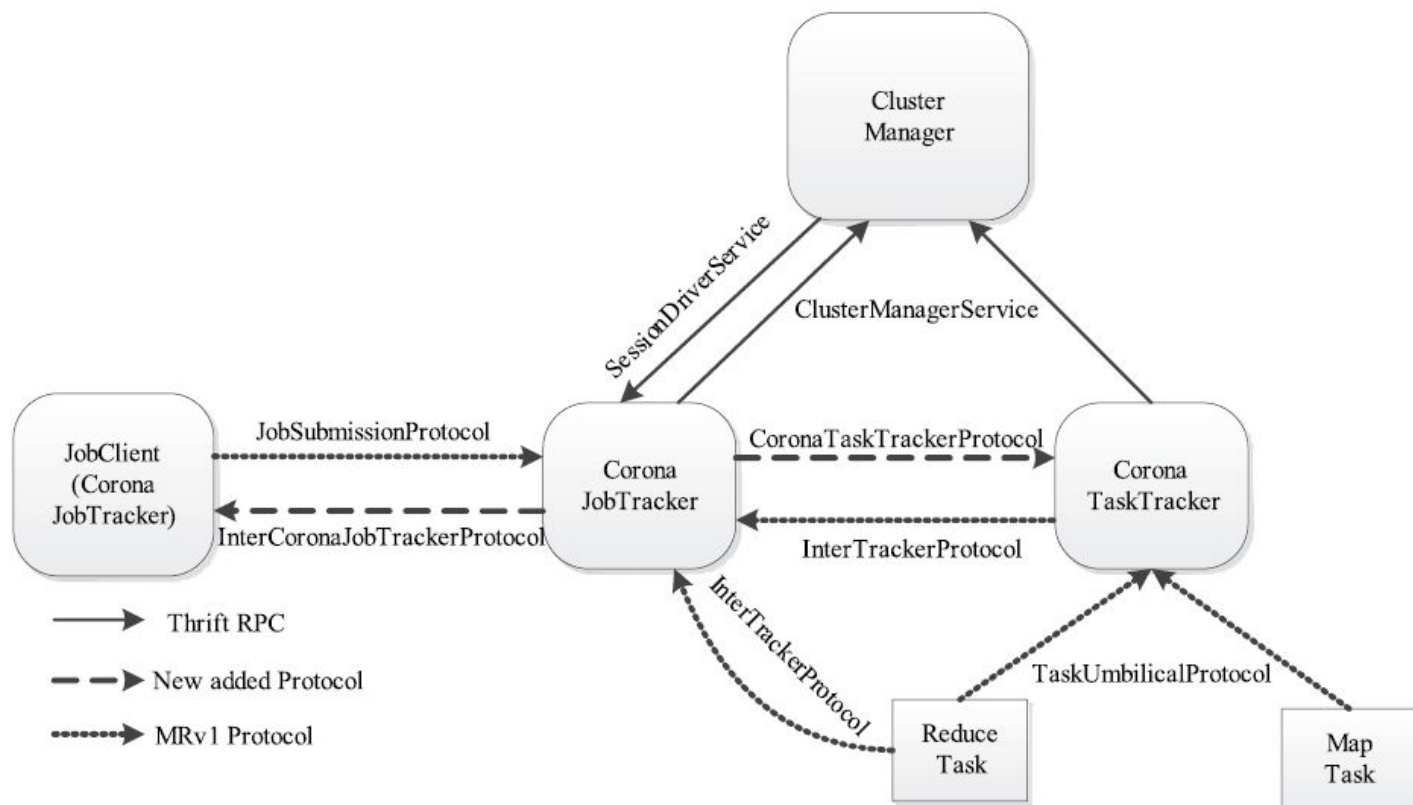 Cluster
Manager
SessionDriverService
ClusterManagerService
JobClient
(Corona
JobTracker)
JobSubmissionProtocol
InterCoronaJobTrackerProtocol
Corona
JobTracker
CoronaTaskTrackerProtocol
InterTrackerProtocol
Corona
TaskTracker
InterTrackerProtocol
TaskUmbilicalProtocol
Reduce
Task
Map
Task
Thrift RPC
New added Protocol
MRv1 Protocol